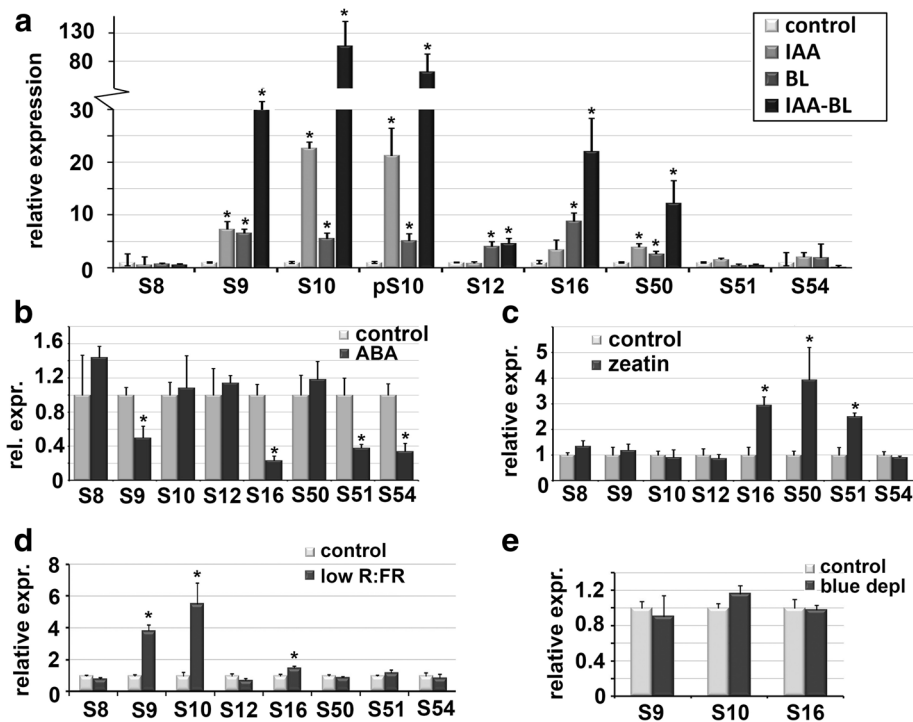 a
130
80
30
20
10
0
relative expression
control
IAA
BL
IAA-BL
* * * * * * * * * * * * * * * *
S8 S9 S10 pS10 S12 S16 S50 S51 S54
b
1.6
1.2
0.8
0.4
0
rel. expr.
control
ABA
* * * *
S8 S9 S10 S12 S16 S50 S51 S54
c
5
4
3
2
1
0
relative expr.
control
zeatin
* * *
S8 S9 S10 S12 S16 S50 S51 S54
d
8
6
4
2
0
relative expr.
control
low R:FR
* * *
S8 S9 S10 S12 S16 S50 S51 S54
e
1.2
0.8
0.4
0
relative expr.
control
blue depl
S9 S10 S16